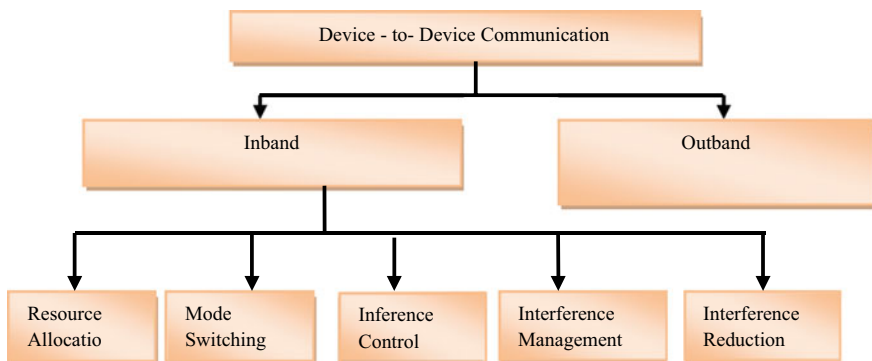 Device - to- Device Communication
Inband
Outband
Resource
Allocatio
Mode
Switching
Inference
Control
Interference
Management
Interference
Reduction